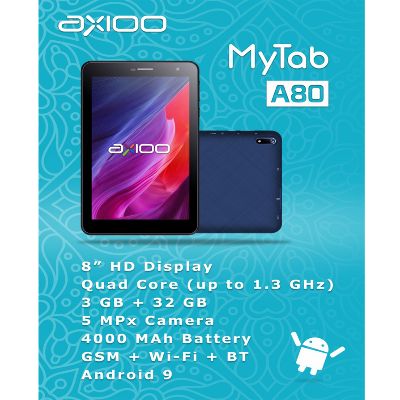 AXIOO
MyTab
A80
AXIOO
8” HD Display
Quad Core (up to 1.3 GHz)
3 GB + 32 GB
5 MPx Camera
4000 MAh Battery
GSM + Wi-Fi + BT
Android 9